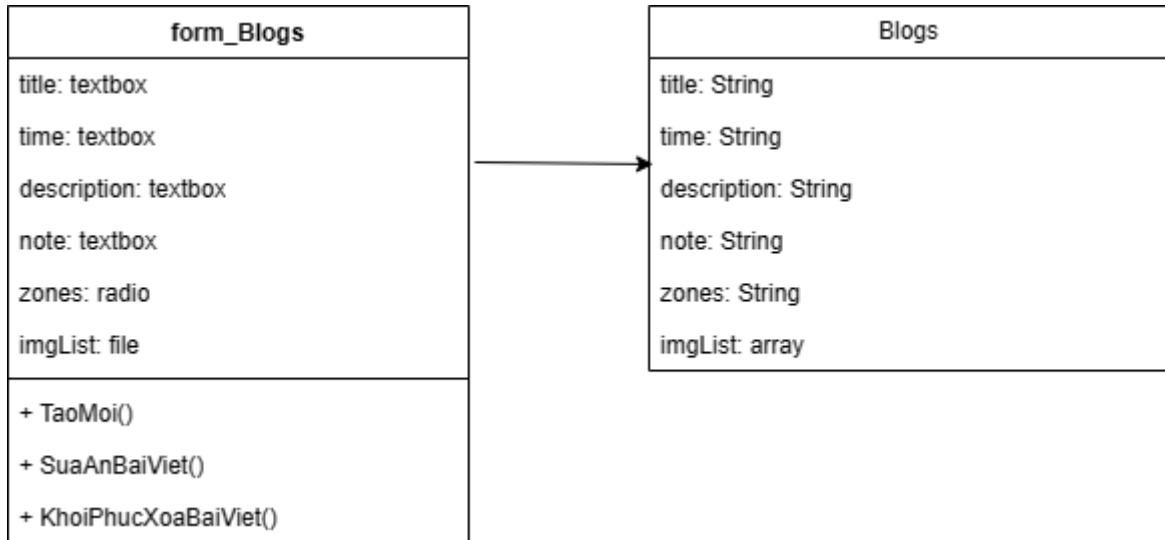 form_Blogs
title: textbox
time: textbox
description: textbox
note: textbox
zones: radio
imgList: file
+ TaoMoi()
+ SuaAnBaiViet()
+ KhoiPhucXoaBaiViet()
Blogs
title: String
time: String
description: String
note: String
zones: String
imgList: array